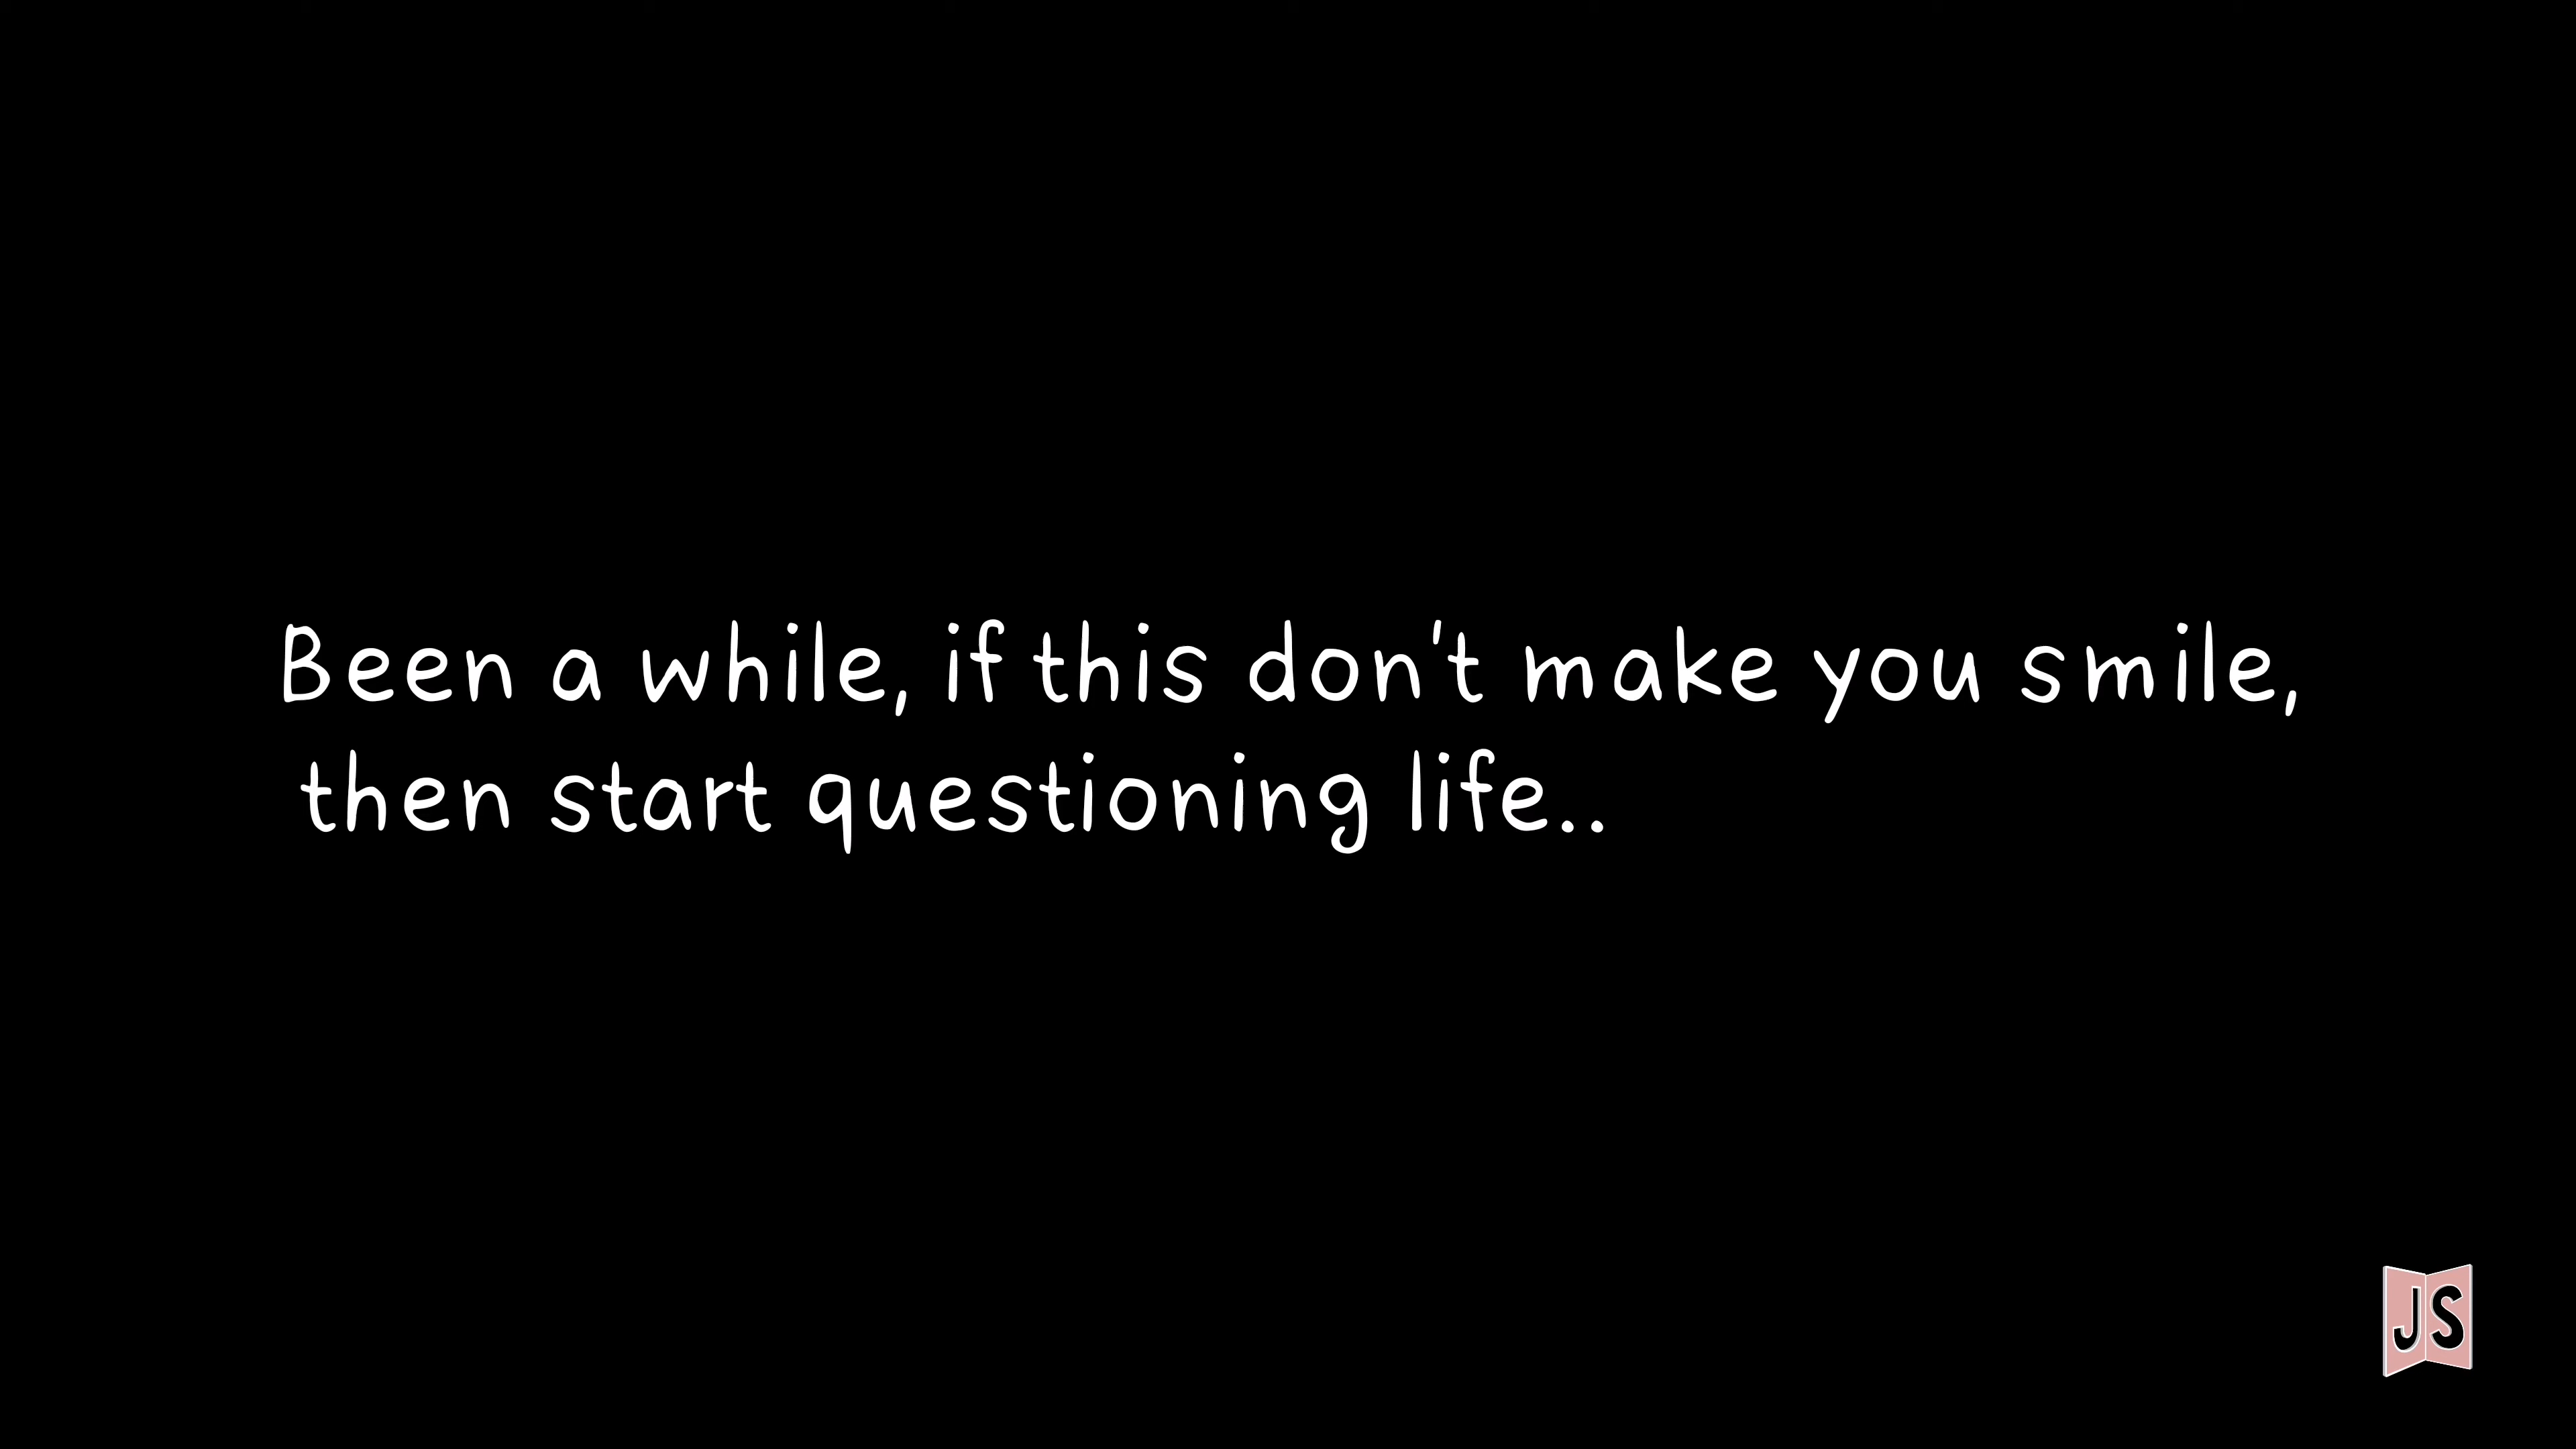 Been a while, if this don't make you smile,
then start questioning life..
JS